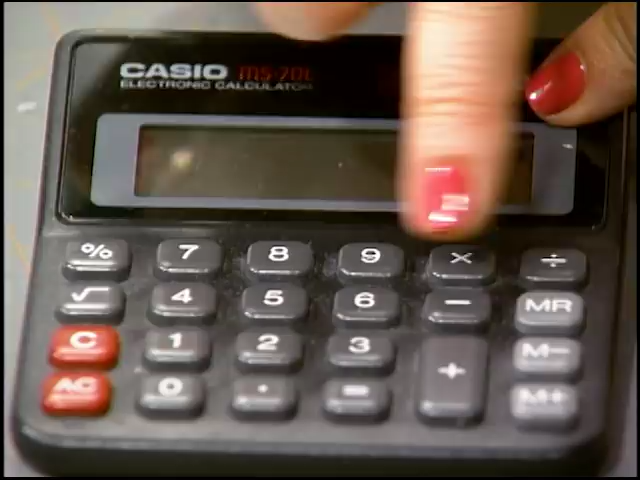 CASIO MS-70L
ELECTRONIC CALCULATOR
% 7 8 9 × ÷
√ 4 5 6 − MR
C 1 2 3 + M−
AC 0 · = M+